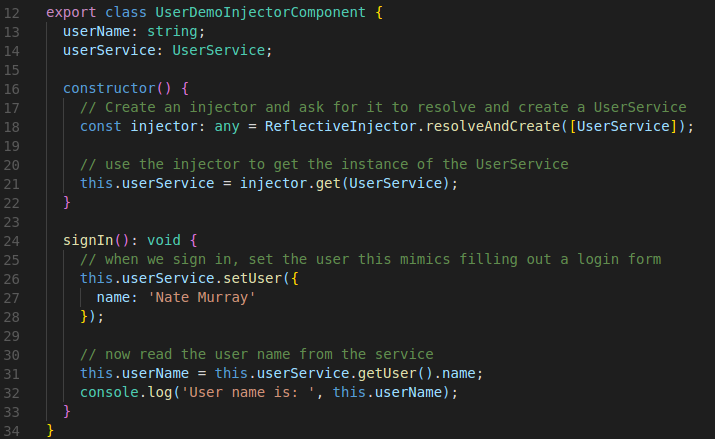 12 export class UserDemoInjectorComponent {
13   userName: string;
14   userService: UserService;
15
16   constructor() {
17     // Create an injector and ask for it to resolve and create a UserService
18     const injector: any = ReflectiveInjector.resolveAndCreate([UserService]);
19
20     // use the injector to get the instance of the UserService
21     this.userService = injector.get(UserService);
22   }
23
24   signIn(): void {
25     // when we sign in, set the user this mimics filling out a login form
26     this.userService.setUser({
27       name: 'Nate Murray'
28     });
29
30     // now read the user name from the service
31     this.userName = this.userService.getUser().name;
32     console.log('User name is: ', this.userName);
33   }
34 }